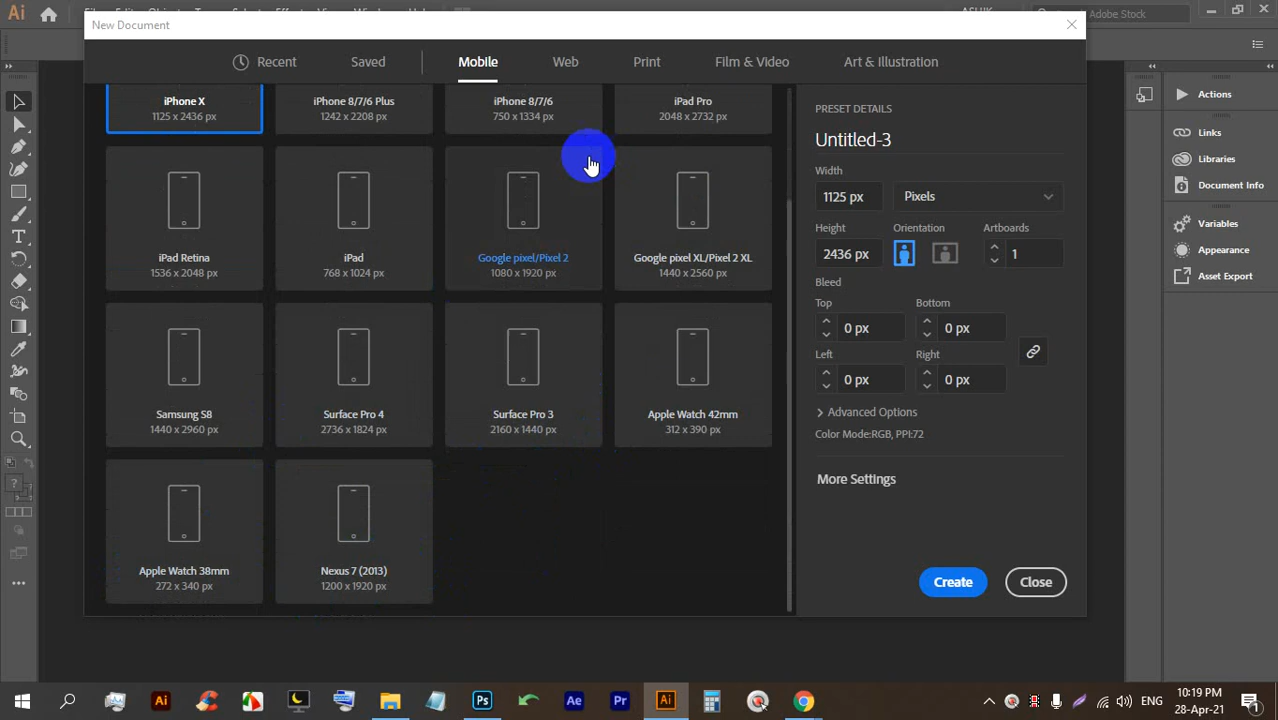 Ai
New Document
Adobe Stock
Recent
Saved
Mobile
Web
Print
Film & Video
Art & Illustration
iPhone X
1125 x 2436 px
iPhone 8/7/6 Plus
1242 x 2208 px
iPhone 8/7/6
750 x 1334 px
iPad Pro
2048 x 2732 px
iPad Retina
1536 x 2048 px
iPad
768 x 1024 px
Google pixel/Pixel 2
1080 x 1920 px
Google pixel XL/Pixel 2 XL
1440 x 2560 px
Samsung S8
1440 x 2960 px
Surface Pro 4
2736 x 1824 px
Surface Pro 3
2160 x 1440 px
Apple Watch 42mm
312 x 390 px
Apple Watch 38mm
272 x 340 px
Nexus 7 (2013)
1200 x 1920 px
PRESET DETAILS
Untitled-3
Width
1125 px
Pixels
Height
Orientation
Artboards
2436 px
1
Bleed
Top
Bottom
0 px
0 px
Left
Right
0 px
0 px
Advanced Options
Color Mode:RGB, PPI:72
More Settings
Create
Close
Actions
Links
Libraries
Document Info
Variables
Appearance
Asset Export
T
?
Ai
Ps
Ae
Pr
Ai
ENG
10:19 PM
28-Apr-21
1